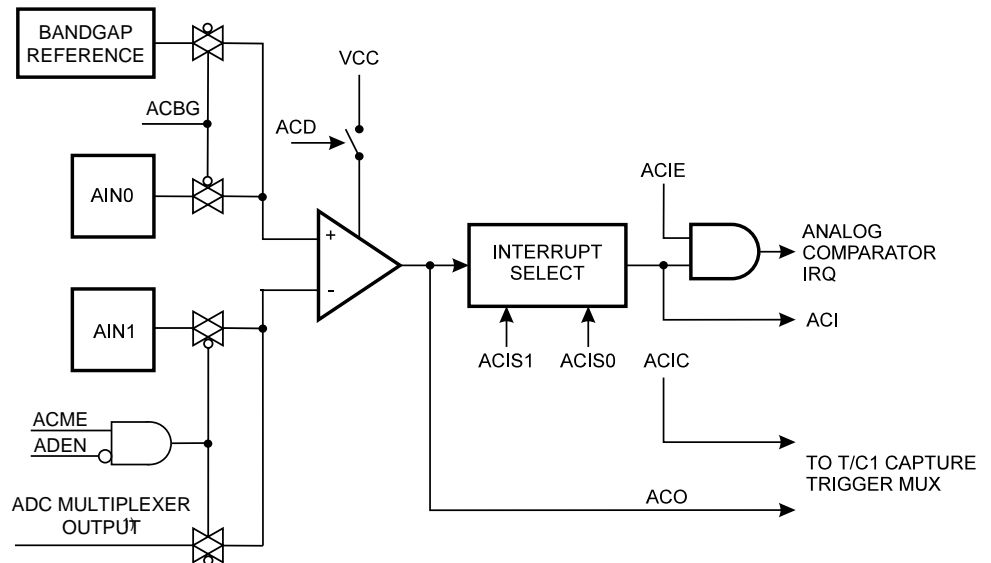 BANDGAP
REFERENCE
VCC
ACBG
ACD
AIN0
ACIE
+
-
INTERRUPT
SELECT
ANALOG
COMPARATOR
IRQ
AIN1
ACI
ACIS1
ACIS0
ACIC
ACME
ADEN
TO T/C1 CAPTURE
TRIGGER MUX
ADC MULTIPLEXER
OUTPUT
ACO